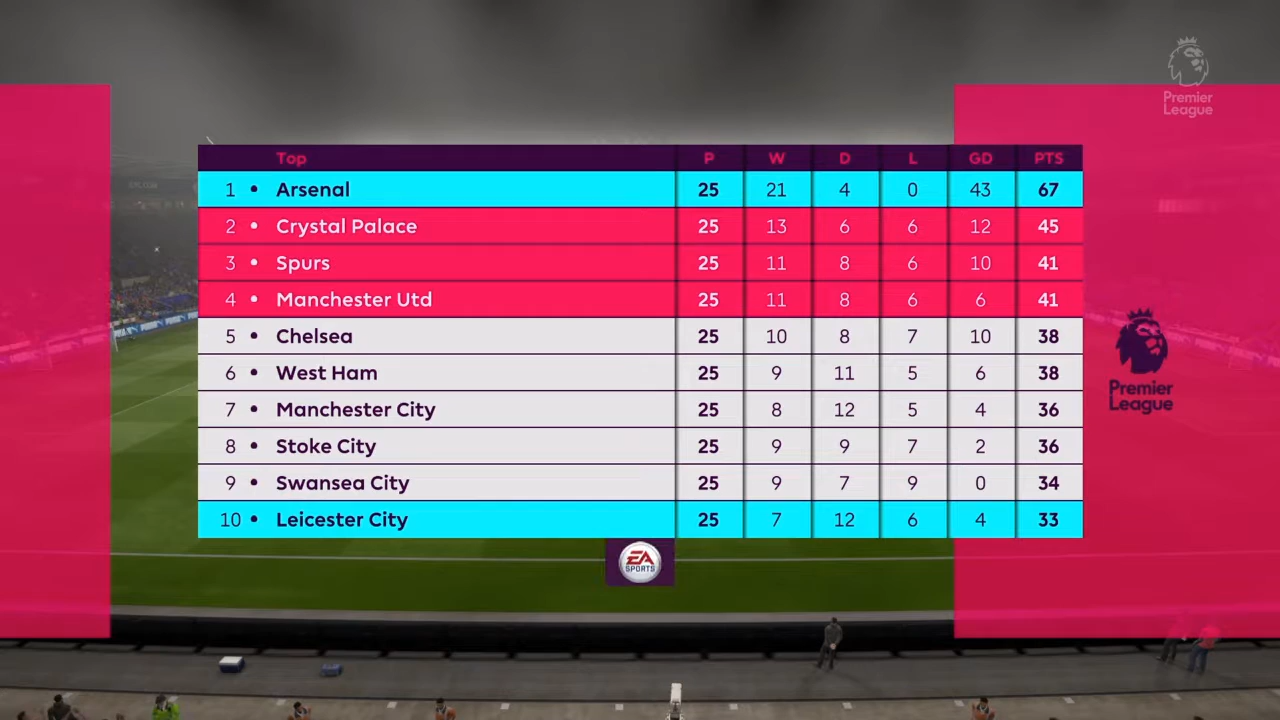 Premier
League
Top P W D L GD PTS
1 • Arsenal 25 21 4 0 43 67
2 • Crystal Palace 25 13 6 6 12 45
3 • Spurs 25 11 8 6 10 41
4 • Manchester Utd 25 11 8 6 6 41
5 • Chelsea 25 10 8 7 10 38
6 • West Ham 25 9 11 5 6 38
7 • Manchester City 25 8 12 5 4 36
8 • Stoke City 25 9 9 7 2 36
9 • Swansea City 25 9 7 9 0 34
10 • Leicester City 25 7 12 6 4 33
Premier
League
EA
SPORTS